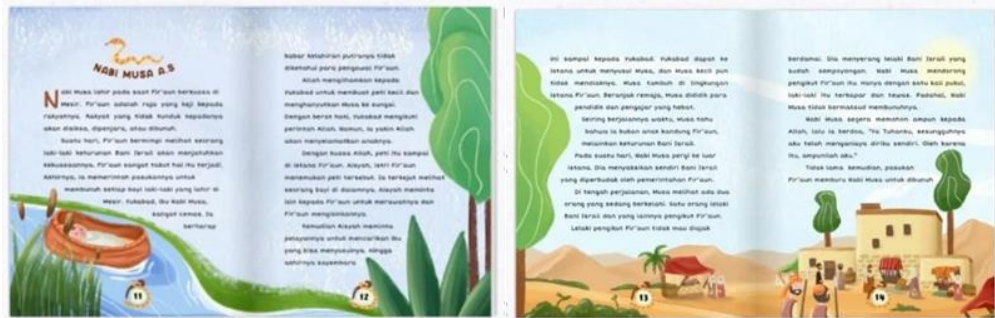 NABI MUSA A.S
Nabi Musa lahir pada saat Fir'aun berkuasa di
Mesir. Fir'aun adalah raja yang keji kepada
rakyatnya. Rakyat yang tidak tunduk kepadanya
akan disiksa, dipenjara, atau dibunuh.
Suatu hari, Fir'aun bermimpi melihat seorang
laki-laki keturunan Bani Israil akan menjatuhkan
kekuasaannya. Fir'aun sangat takut hal itu terjadi.
Akhirnya, ia memerintah pasukannya untuk
membunuh setiap bayi laki-laki yang lahir di
Mesir. Yukabad, ibu Nabi Musa,
sangat cemas. Ia
berharap
11
kabar kelahiran putranya tidak
diketahui para pengawal Fir'aun.
Allah mengilhamkan kepada
Yukabad untuk membuat peti kecil dan
menghanyutkan Musa ke sungai.
Dengan berat hati, Yukabad mengikuti
perintah Allah. Namun, ia yakin Allah
akan menyelamatkan anaknya.
Dengan kuasa Allah, peti itu sampai
di istana Fir'aun. Aisyah, istri Fir'aun
menemukan peti tersebut. Ia terkejut melihat
seorang bayi di dalamnya. Aisyah meminta
izin kepada Fir'aun untuk merawatnya dan
Fir'aun mengizinkannya.
Kemudian Aisyah meminta
pelayannya untuk mencarikan ibu
yang bisa menyusuinya. Hingga
akhirnya sayembara
12
ini sampai kepada Yukabad. Yukabad dapat ke
istana untuk menyusui Musa, dan Musa kecil pun
tidak menolaknya. Musa tumbuh di lingkungan
istana Fir'aun. Beranjak remaja, Musa dididik para
pendidik dan pengajar yang hebat.
Seiring berjalannya waktu, Musa tahu
bahwa ia bukan anak kandung Fir'aun,
melainkan keturunan Bani Israil.
Pada suatu hari, Nabi Musa pergi ke luar
istana. Dia menyaksikan sendiri Bani Israil
yang diperbudak oleh pemerintahan Fir'aun.
Di tengah perjalanan, Musa melihat ada dua
orang yang sedang berkelahi. Satu orang lelaki
Bani Israil dan yang lainnya pengikut Fir'aun.
Lelaki pengikut Fir'aun tidak mau diajak
13
berdamai. Dia menyerang lelaki Bani Israil yang
sudah sempoyongan. Nabi Musa mendorong
pengikut Fir'aun itu. Hanya dengan satu kali pukul,
laki-laki itu terkapar dan tewas. Padahal, Nabi
Musa tidak bermaksud membunuhnya.
Nabi Musa segera memohon ampun kepada
Allah, lalu ia berdoa, "Ya Tuhanku, sesungguhnya
aku telah menganiaya diriku sendiri. Oleh karena
itu, ampunilah aku."
Tidak lama kemudian, pasukan
Fir'aun memburu Nabi Musa untuk dibunuh
14